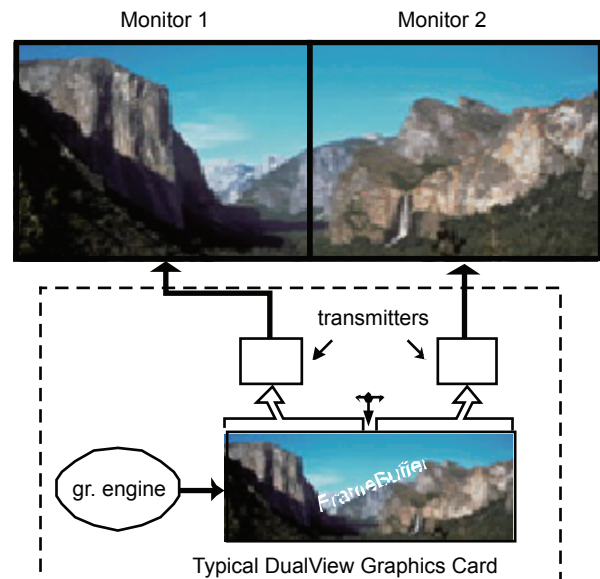 Monitor 1
Monitor 2
transmitters
FrameBuffer
gr. engine
Typical DualView Graphics Card